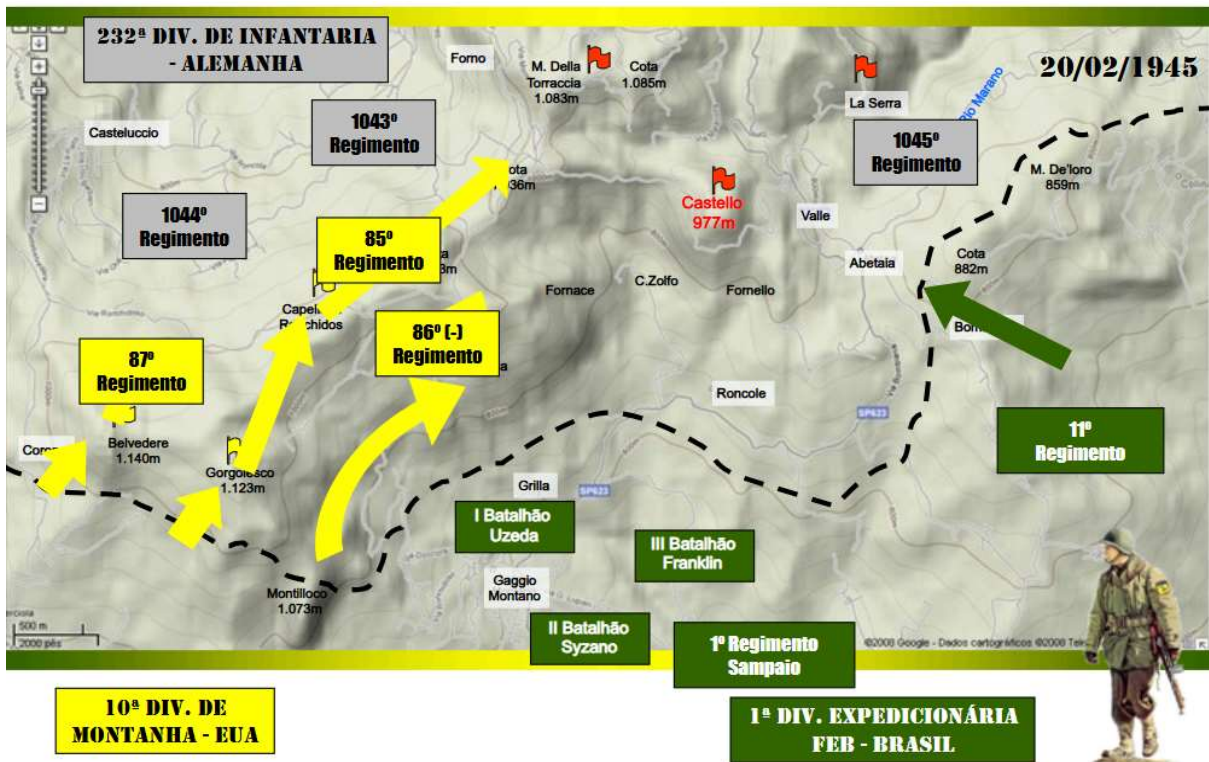 232ª DIV. DE INFANTARIA
- ALEMANHA
Forno
M. Della
Torraccia
1.083m
Cota
1.085m
20/02/1945
La Serra
Rio Marano
Casteluccio
1043º
Regimento
1045º
Regimento
M. De'loro
859m
Castello
977m
1044º
Regimento
85º
Regimento
Valle
Abetaia
Cota
882m
C.Zolfo
Fornace
Fornello
86º (-)
Regimento
87º
Regimento
Roncole
SP623
Belvedere
1.140m
11º
Regimento
Gorgolesco
1.123m
Grilla
SP623
I Batalhão
Uzeda
III Batalhão
Franklin
Gaggio
Montano
Montilloco
1.073m
500 m
2000 pés
II Batalhão
Syzano
1º Regimento
Sampaio
©2008 Google - Dados cartográficos ©2008
10ª DIV. DE
MONTANHA - EUA
1ª DIV. EXPEDICIONÁRIA
FEB - BRASIL